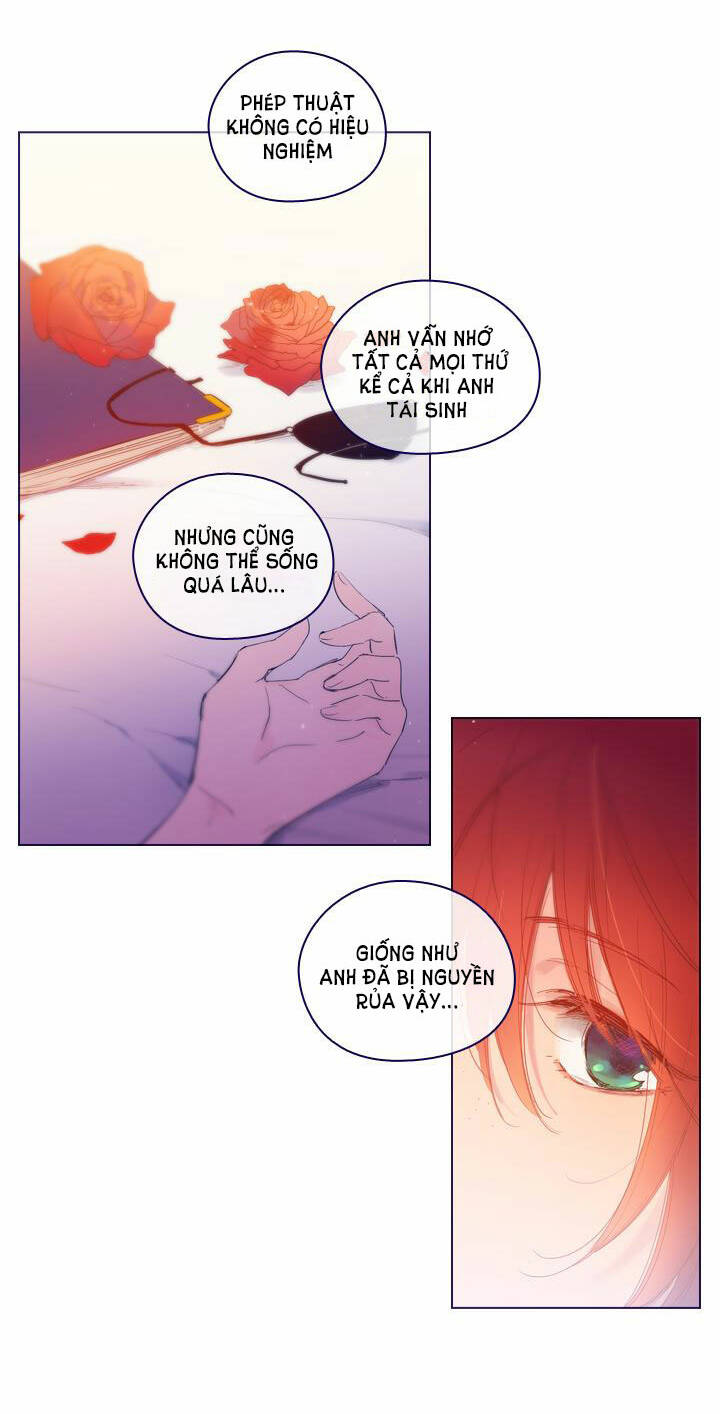 PHÉP THUẬT
KHÔNG CÓ HIỆU
NGHIỆM
ANH VẪN NHỚ
TẤT CẢ MỌI THỨ
KỂ CẢ KHI ANH
TÁI SINH
NHƯNG CŨNG
KHÔNG THỂ SỐNG
QUÁ LÂU...
GIỐNG NHƯ
ANH ĐÃ BỊ NGUYỀN
RỦA VẬY...